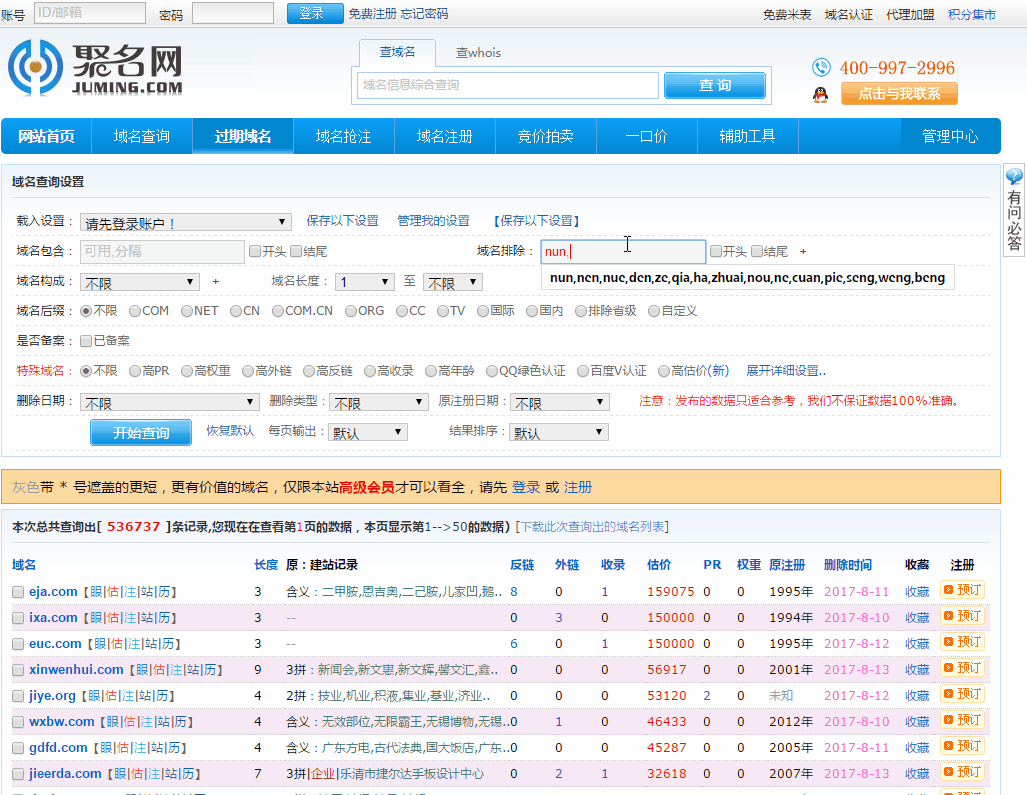 账号 ID/邮箱 密码 登录 免费注册 忘记密码 免费米表 域名认证 代理加盟 积分集市
聚名网
JUMING.COM
查域名 查whois
域名信息综合查询 查 询
400-997-2996
点击与我联系
网站首页 域名查询 过期域名 域名抢注 域名注册 竞价拍卖 一口价 辅助工具 管理中心
有问必答
域名查询设置
载入设置： 请先登录账户！ 保存以下设置 管理我的设置 【保存以下设置】
域名包含： 可用,分隔 开头 结尾 域名排除： nun, 开头 结尾 +
nun,nen,nue,den,ze,qia,ha,zhuai,nou,ne,cuan,pie,seng,weng,beng
域名构成： 不限 + 域名长度： 1 至 不限
域名后缀： 不限 COM NET CN COM.CN ORG CC TV 国际 国内 排除省级 自定义
是否备案： 已备案
特殊域名： 不限 高PR 高权重 高外链 高反链 高收录 高年龄 QQ绿色认证 百度V认证 高估价(新) 展开详细设置..
删除日期： 不限 删除类型： 不限 原注册日期： 不限 注意：发布的数据只适合参考，我们不保证数据100%准确。
开始查询 恢复默认 每页输出： 默认 结果排序： 默认
灰色带 * 号遮盖的更短，更有价值的域名，仅限本站高级会员才可以看全，请先 登录 或 注册
本次总共查询出[ 536737 ]条记录,您现在在查看第1页的数据，本页显示第1-->50的数据) [下载此次查询出的域名列表]
域名 长度 原：建站记录 反链 外链 收录 估价 PR 权重 原注册 删除时间 收藏 注册
eja.com【眼|估|注|站|历】 3 含义：二甲胺,恩吉奥,二己胺,儿家凹,鹅.. 8 0 1 159075 0 0 1995年 2017-8-11 收藏 预订
ixa.com【眼|估|注|站|历】 3 -- 0 3 0 150000 0 0 1994年 2017-8-10 收藏 预订
euc.com【眼|估|注|站|历】 3 -- 6 0 1 150000 0 0 1995年 2017-8-12 收藏 预订
xinwenhui.com【眼|估|注|站|历】 9 3拼：新闻会,新文惠,新文辉,馨文汇,鑫.. 0 0 0 56917 0 0 2001年 2017-8-13 收藏 预订
jiye.org【眼|估|注|站|历】 4 2拼：技业,机业,积液,集业,基业,济业.. 0 0 0 53120 2 0 未知 2017-8-12 收藏 预订
wxbw.com【眼|估|注|站|历】 4 含义：无效部位,无限霸王,无锡博物,无锡..0 1 0 46433 0 0 2012年 2017-8-10 收藏 预订
gdfd.com【眼|估|注|站|历】 4 含义：广东方电,古代法典,国大饭店,广东..0 0 0 45287 0 0 2005年 2017-8-11 收藏 预订
jieerda.com【眼|估|注|站|历】 7 3拼|企业|乐清市捷尔达手板设计中心 0 2 1 32618 0 0 2007年 2017-8-13 收藏 预订